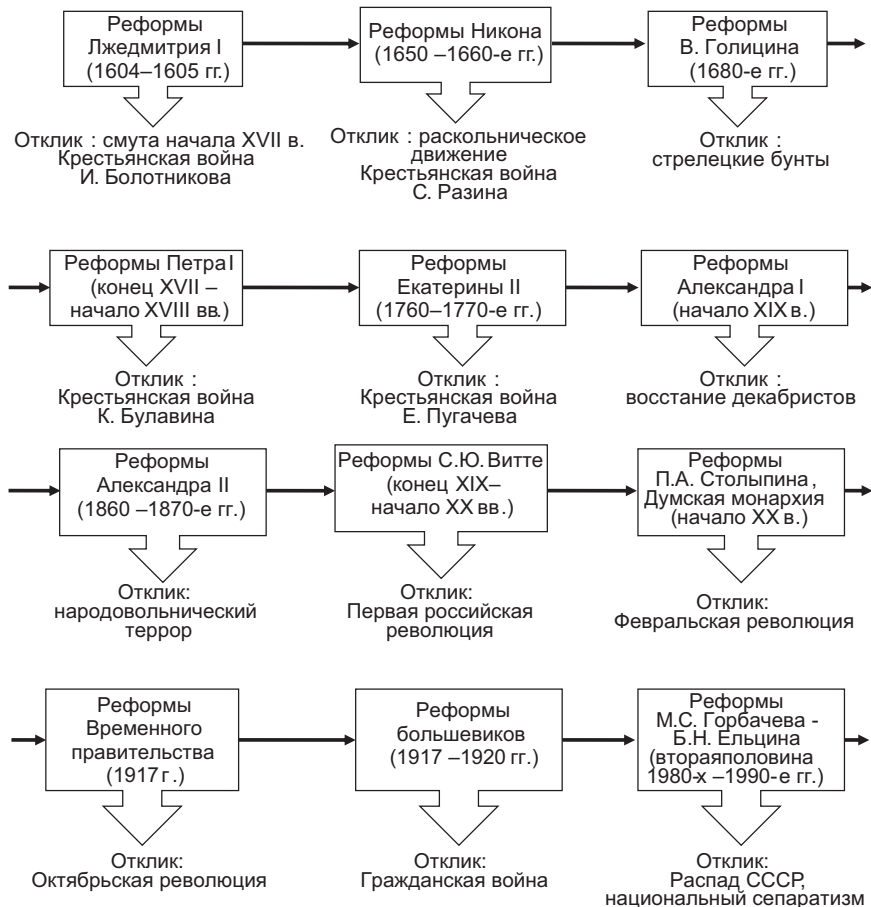 Реформы
Лжедмитрия I
(1604–1605 гг.)
Отклик : смута начала XVII в.
Крестьянская война
И. Болотникова
Реформы Никона
(1650 –1660-е гг.)
Отклик : раскольническое
движение
Крестьянская война
С. Разина
Реформы
В. Голицина
(1680-е гг.)
Отклик :
стрелецкие бунты
Реформы Петра I
(конец XVII –
начало XVIII вв.)
Отклик :
Крестьянская война
К. Булавина
Реформы
Екатерины II
(1760–1770-е гг.)
Отклик :
Крестьянская война
Е. Пугачева
Реформы
Александра I
(начало XIX в.)
Отклик :
восстание декабристов
Реформы
Александра II
(1860 –1870-е гг.)
Отклик:
народовольнический
террор
Реформы С.Ю. Витте
(конец XIX–
начало XX вв.)
Отклик:
Первая российская
революция
Реформы
П.А. Столыпина ,
Думская монархия
(начало XX в.)
Отклик:
Февральская революция
Реформы
Временного
правительства
(1917 г .)
Отклик:
Октябрьская революция
Реформы
большевиков
(1917 –1920 гг.)
Отклик:
Гражданская война
Реформы
М.С. Горбачева -
Б.Н. Ельцина
(втораяполовина
1980-х –1990-е гг.)
Отклик:
Распад СССР,
национальный сепаратизм